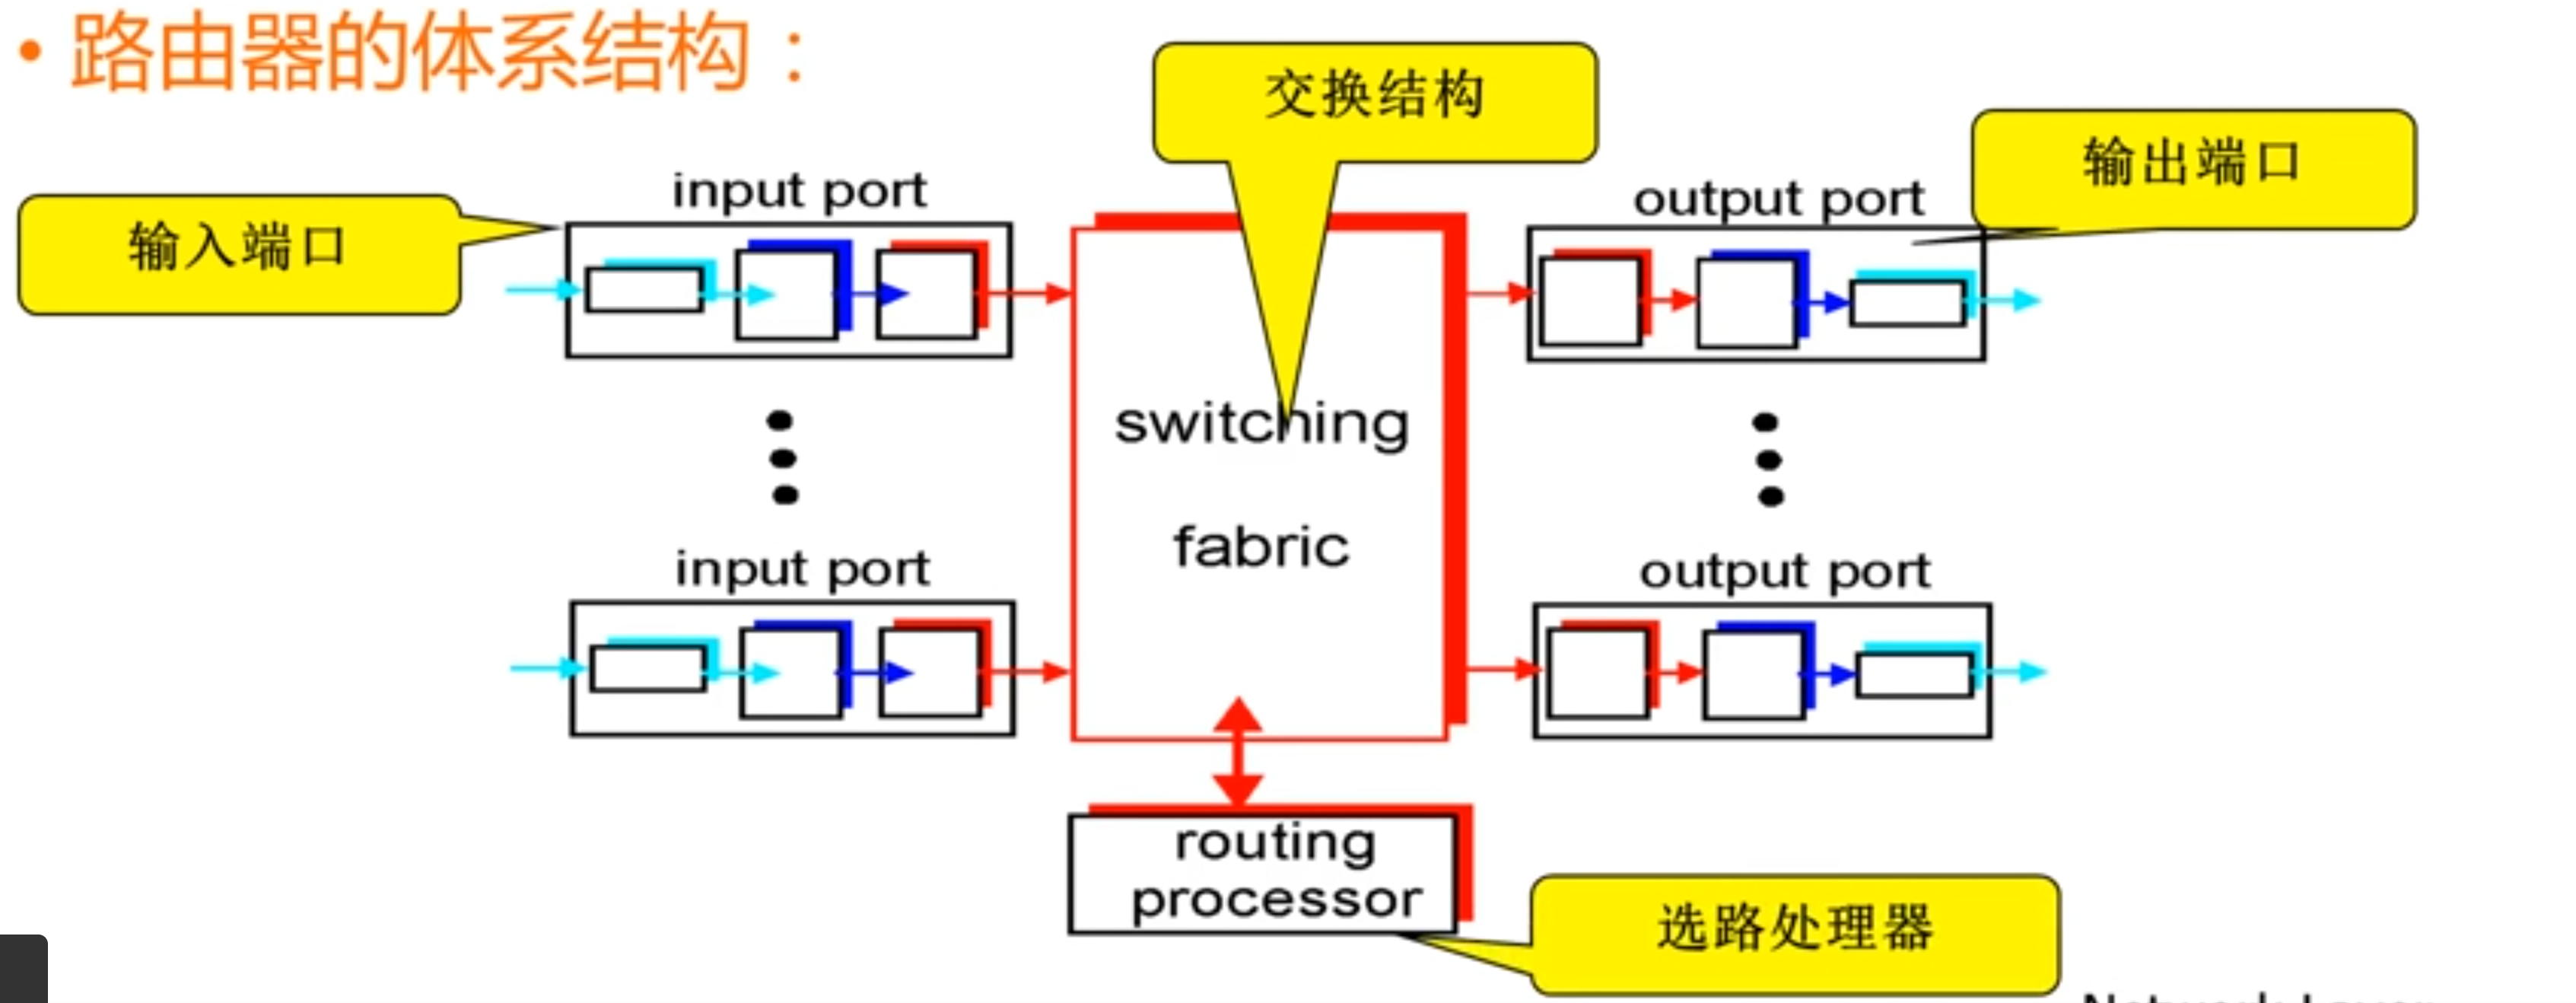 • 路由器的体系结构：
交换结构
输出端口
input port
output port
输入端口
switching
fabric
input port
output port
routing
processor
选路处理器